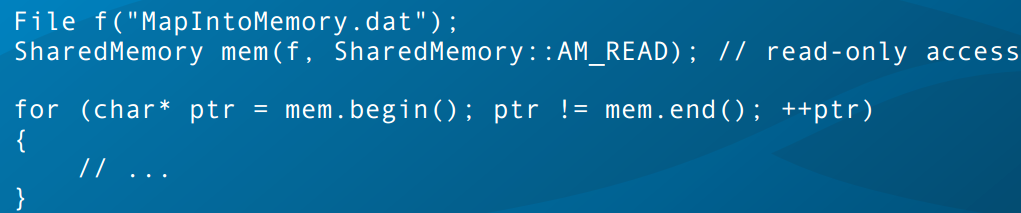 File f("MapIntoMemory.dat");
SharedMemory mem(f, SharedMemory::AM_READ); // read-only access

for (char* ptr = mem.begin(); ptr != mem.end(); ++ptr)
{
    // ...
}